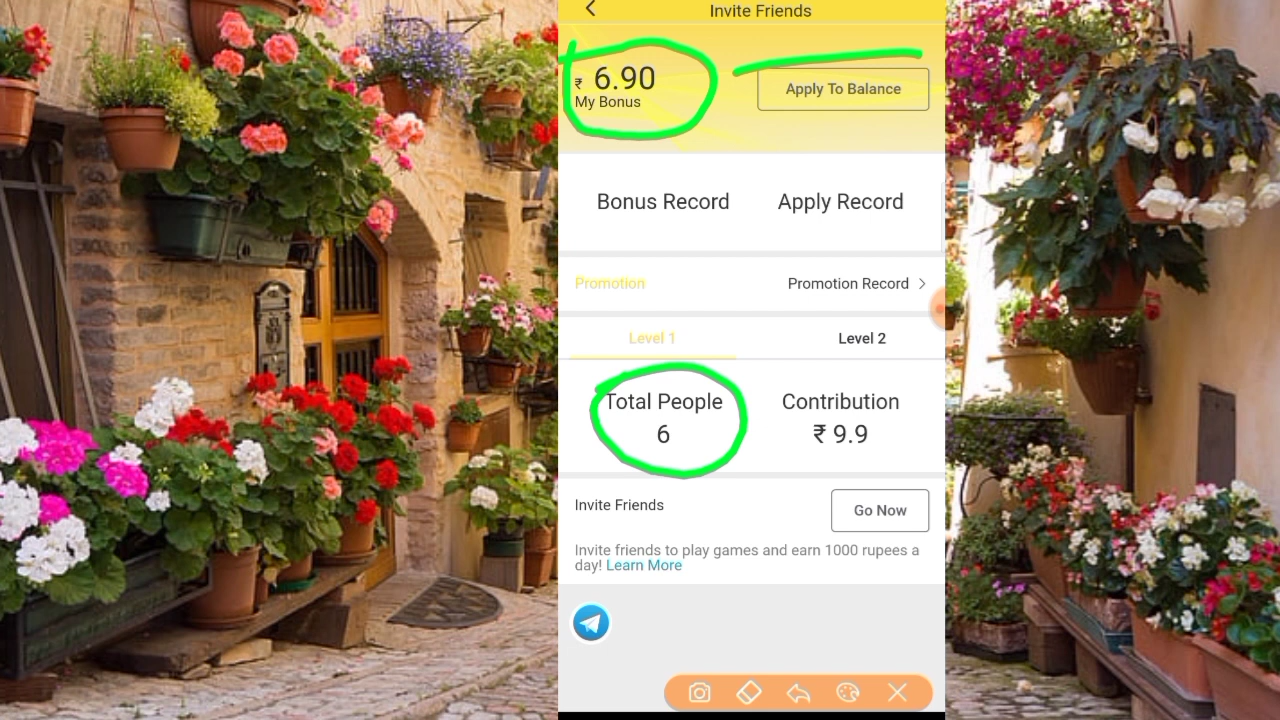 Invite Friends
₹ 6.90
My Bonus
Apply To Balance
Bonus Record
Apply Record
Promotion
Promotion Record
Level 1
Level 2
Total People
6
Contribution
₹ 9.9
Invite Friends
Go Now
Invite friends to play games and earn 1000 rupees a
day! Learn More